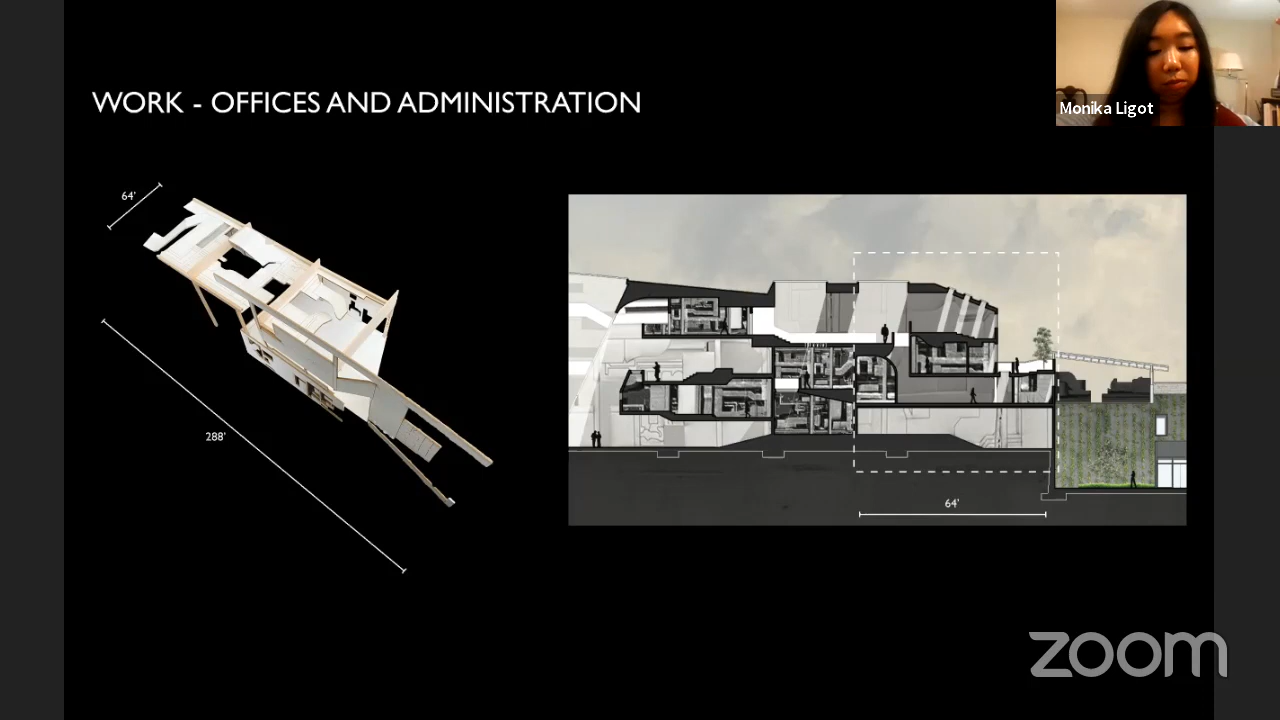 WORK - OFFICES AND ADMINISTRATION
Monika Ligot
64'
288'
64'
zoom